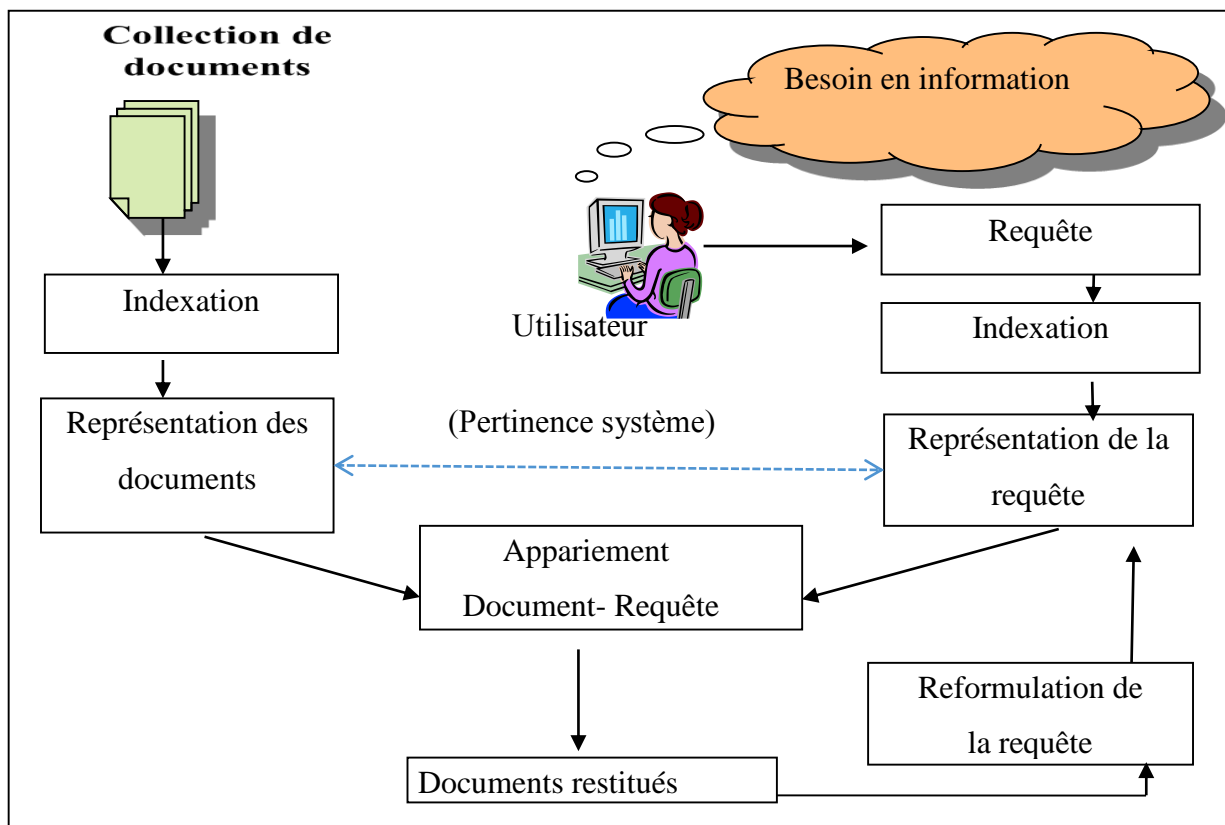 Collection de
documents
Besoin en information
Requête
Indexation
Utilisateur
Indexation
Représentation des
documents
(Pertinence système)
Représentation de la
requête
Appariement
Document- Requête
Reformulation de
la requête
Documents restitués